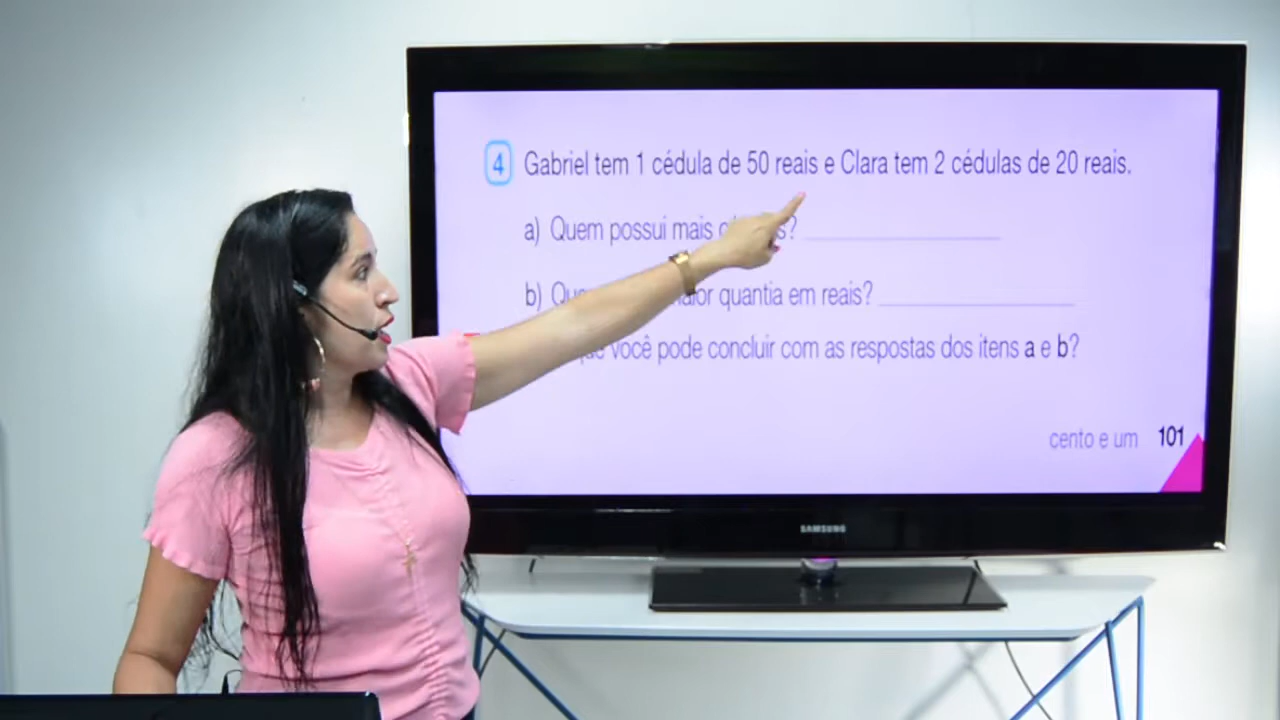 4 Gabriel tem 1 cédula de 50 reais e Clara tem 2 cédulas de 20 reais.
a) Quem possui mais
b) quantia em reais?
você pode concluir com as respostas dos itens a e b?
cento e um 101
SAMSUNG